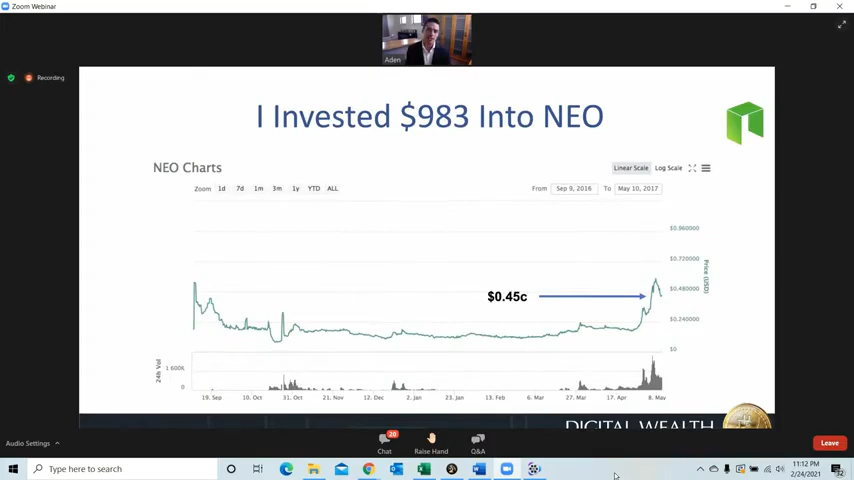 Zoom Webinar
Aden
Recording
I Invested $983 Into NEO
NEO Charts
Linear Scale Log Scale
Zoom 1d 7d 1m 3m 1y YTD ALL
From Sep 9, 2016 To May 10, 2017
$0.960000
$0.720000
$0.480000
$0.240000
$0
Price (USD)
$0.45c
24h Vol
1 600K
0
19. Sep 10. Oct 31. Oct 21. Nov 12. Dec 2. Jan 23. Jan 13. Feb 6. Mar 27. Mar 17. Apr 8. May
DIGITAL WEALTH
Audio Settings
20
Chat
Raise Hand
Q&A
Leave
Type here to search
11:12 PM
2/24/2021